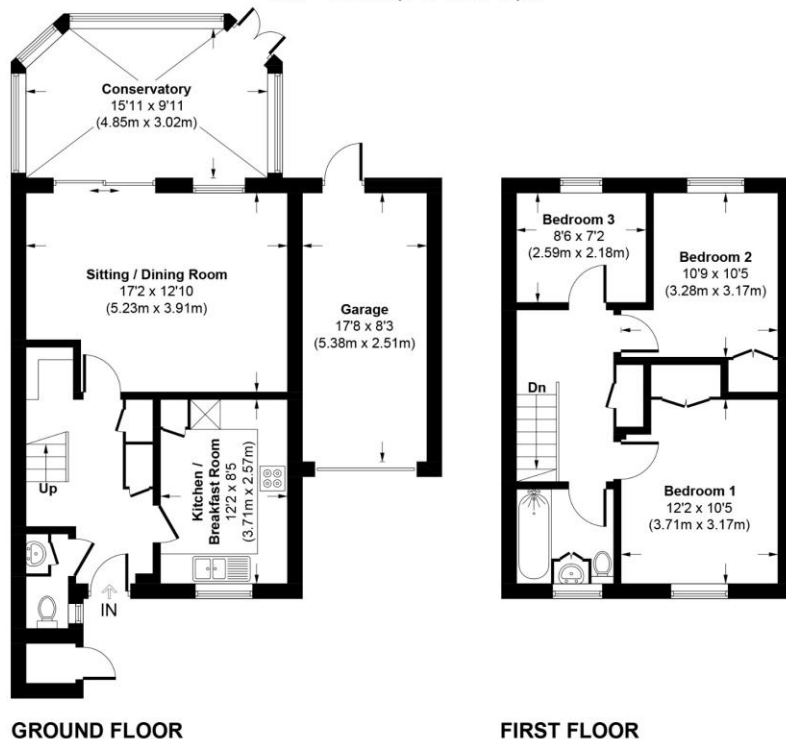 Conservatory
15'11 x 9'11
(4.85m x 3.02m)
Sitting / Dining Room
17'2 x 12'10
(5.23m x 3.91m)
Garage
17'8 x 8'3
(5.38m x 2.51m)
Up
Kitchen /
Breakfast Room
12'2 x 8'5
(3.71m x 2.57m)
IN
GROUND FLOOR
Bedroom 3
8'6 x 7'2
(2.59m x 2.18m)
Bedroom 2
10'9 x 10'5
(3.28m x 3.17m)
Dn
Bedroom 1
12'2 x 10'5
(3.71m x 3.17m)
FIRST FLOOR